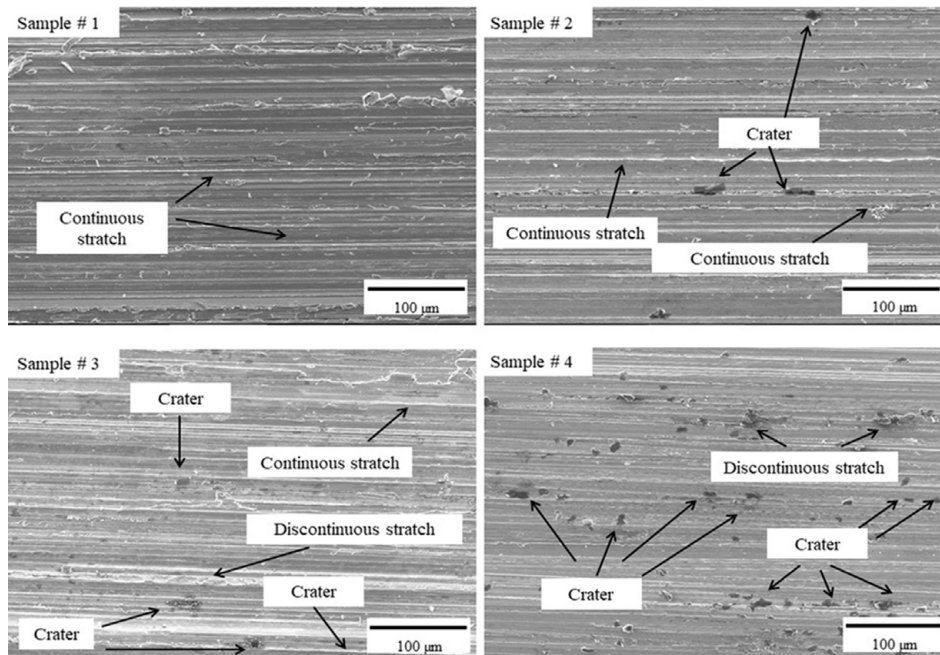 Sample # 1
Continuous
stratch
100 μm
Sample # 2
Crater
Continuous stratch
Continuous stratch
100 μm
Sample # 3
Crater
Continuous stratch
Discontinuous stratch
Crater
Crater
100 μm
Sample # 4
Discontinuous stratch
Crater
Crater
100 μm